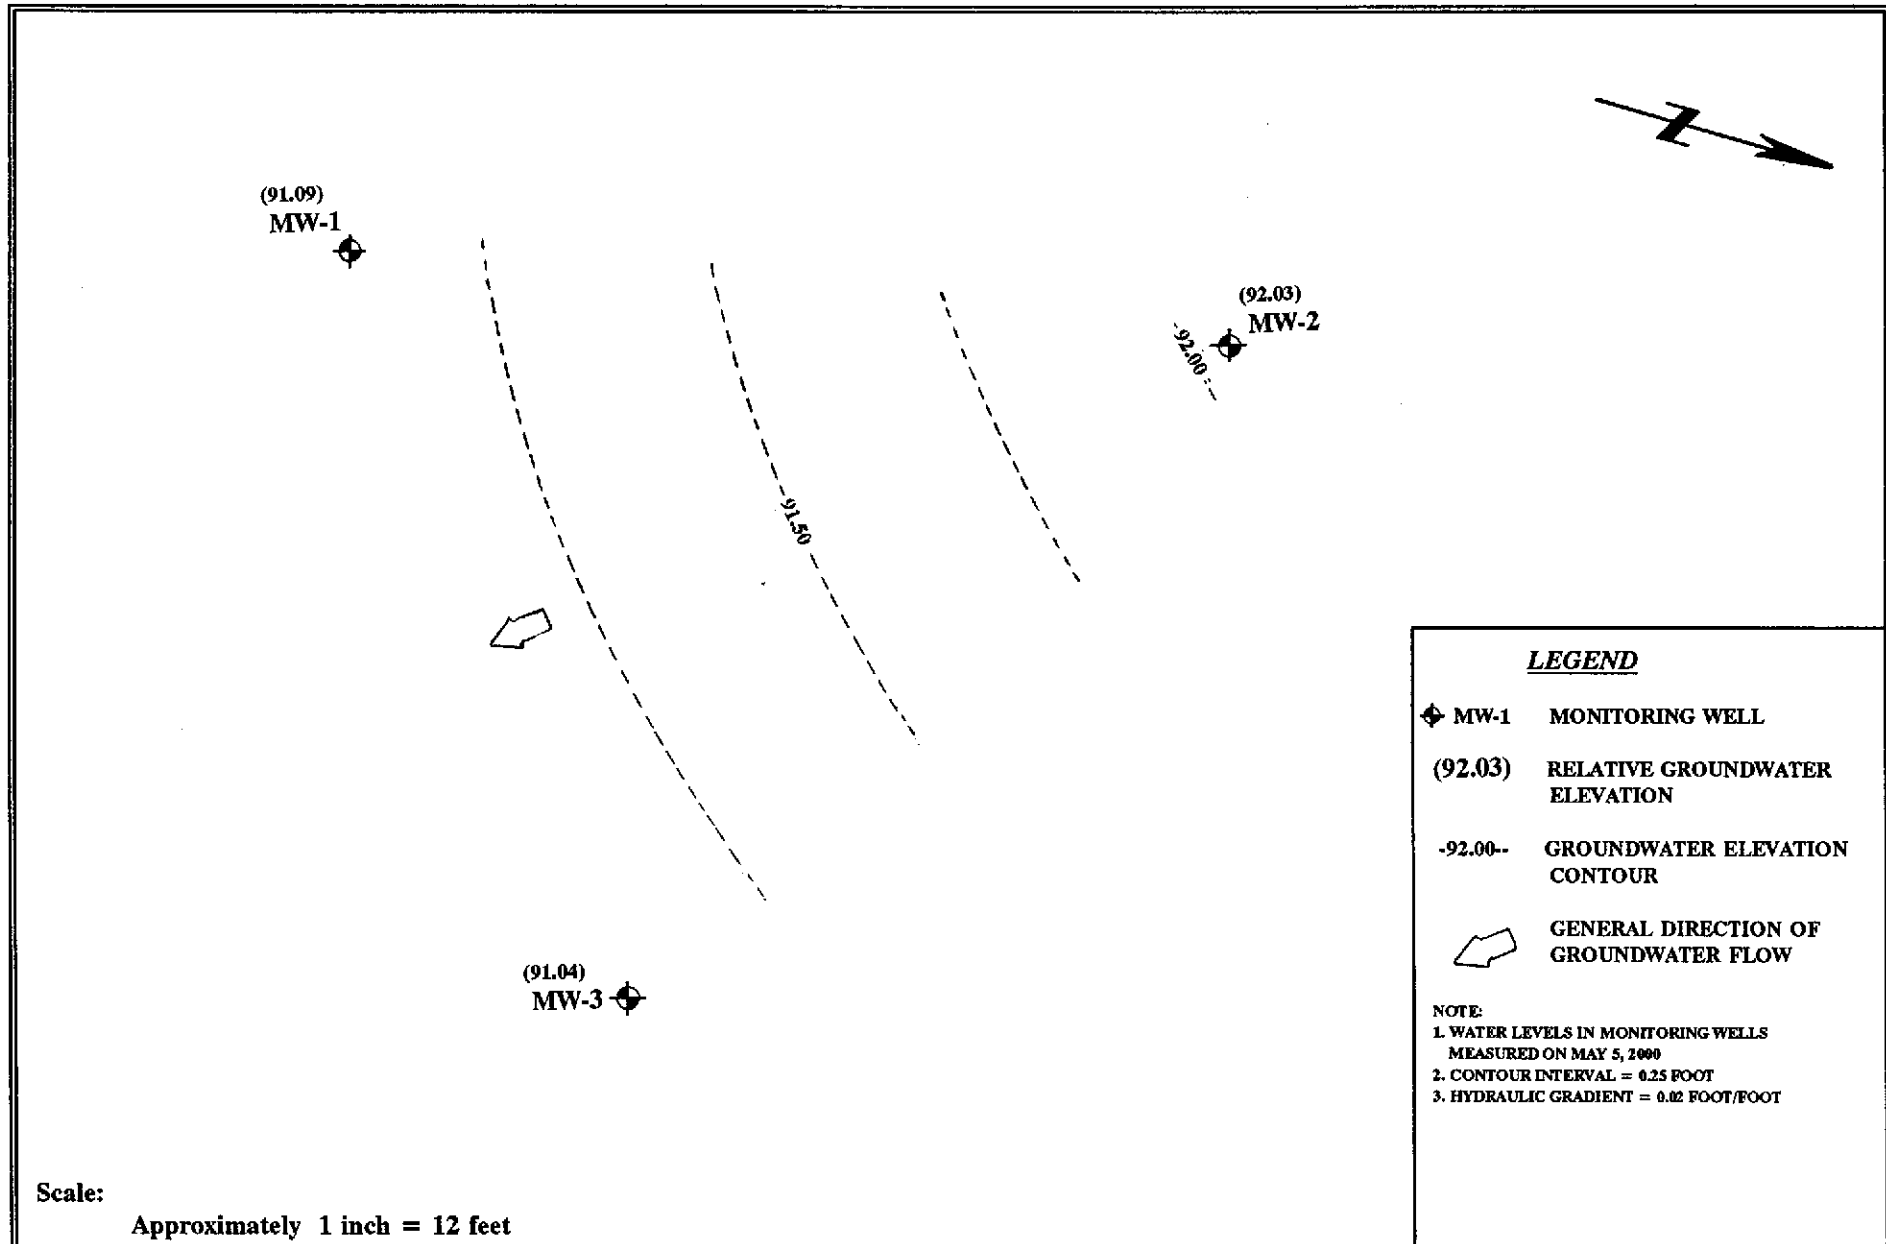 Z
(91.09)
MW-1
(92.03)
MW-2
-92.00--
91.50
(91.04)
MW-3
LEGEND
MW-1 MONITORING WELL
(92.03) RELATIVE GROUNDWATER
ELEVATION
-92.00-- GROUNDWATER ELEVATION
CONTOUR
GENERAL DIRECTION OF
GROUNDWATER FLOW
NOTE:
1. WATER LEVELS IN MONITORING WELLS
MEASURED ON MAY 5, 2000
2. CONTOUR INTERVAL = 0.25 FOOT
3. HYDRAULIC GRADIENT = 0.02 FOOT/FOOT
Scale:
Approximately 1 inch = 12 feet